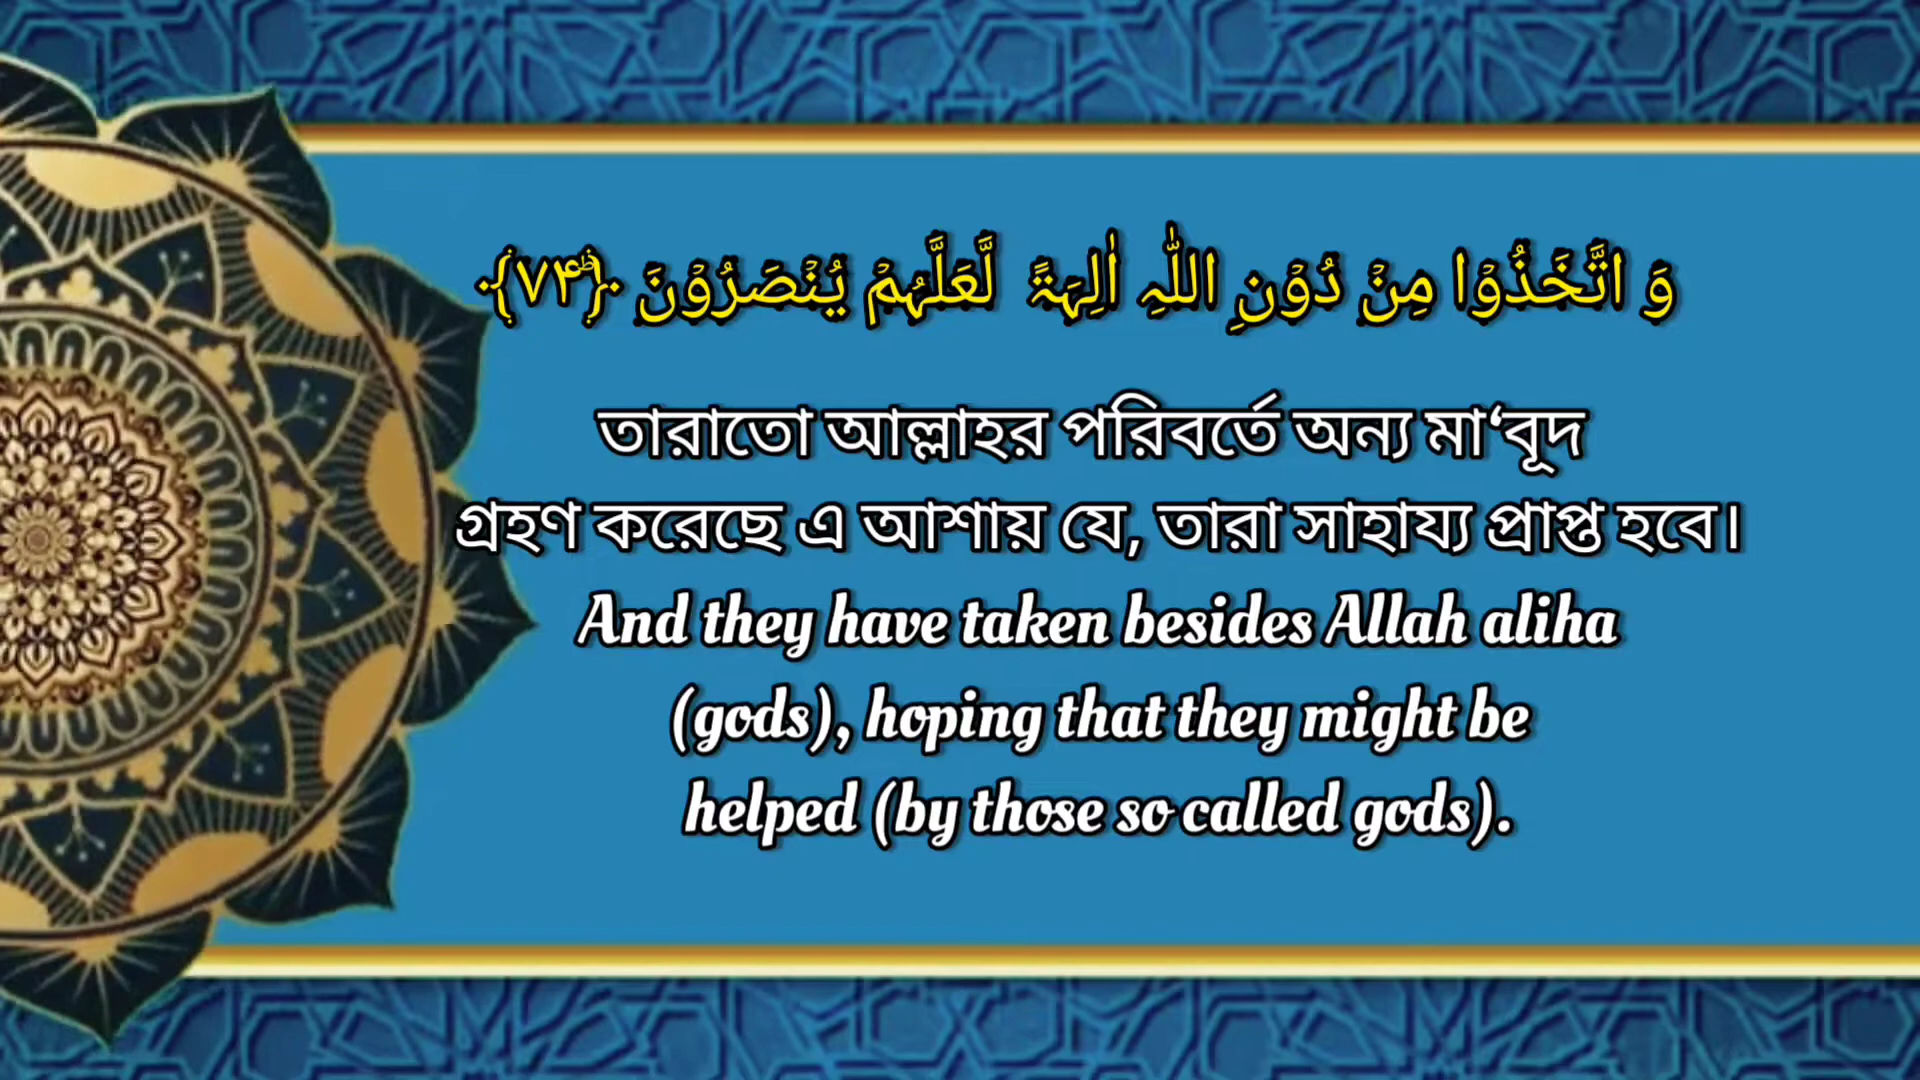 وَ اتَّخَذُوۡا مِنۡ دُوۡنِ اللّٰہِ اٰلِہَۃً لَّعَلَّہُمۡ یُنۡصَرُوۡنَ ﴿ؕ۷۴﴾
তারাতো আল্লাহর পরিবর্তে অন্য মা‘বূদ
গ্রহণ করেছে এ আশায় যে, তারা সাহায্য প্রাপ্ত হবে।
And they have taken besides Allah aliha
(gods), hoping that they might be
helped (by those so called gods).